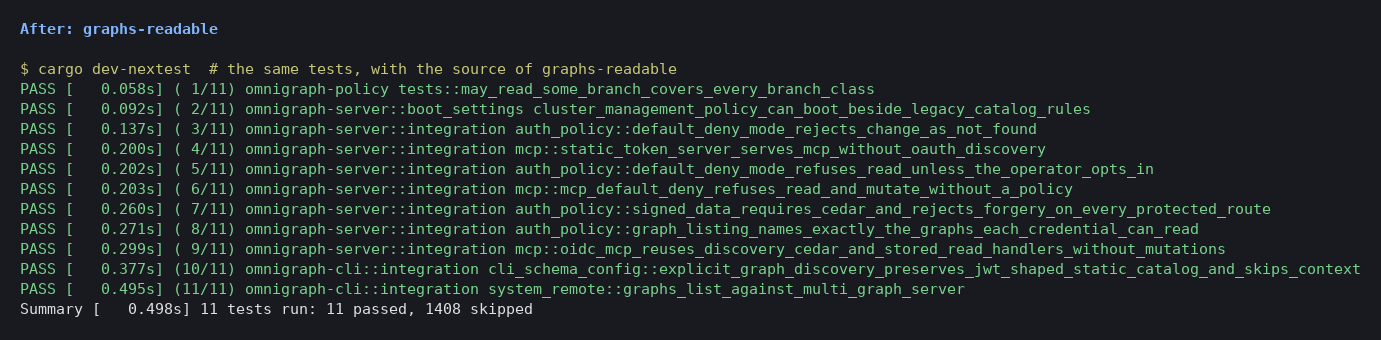 After: graphs-readable
$ cargo dev-nextest  # the same tests, with the source of graphs-readable
PASS [   0.058s] ( 1/11) omnigraph-policy tests::may_read_some_branch_covers_every_branch_class
PASS [   0.092s] ( 2/11) omnigraph-server::boot_settings cluster_management_policy_can_boot_beside_legacy_catalog_rules
PASS [   0.137s] ( 3/11) omnigraph-server::integration auth_policy::default_deny_mode_rejects_change_as_not_found
PASS [   0.200s] ( 4/11) omnigraph-server::integration mcp::static_token_server_serves_mcp_without_oauth_discovery
PASS [   0.202s] ( 5/11) omnigraph-server::integration auth_policy::default_deny_mode_refuses_read_unless_the_operator_opts_in
PASS [   0.203s] ( 6/11) omnigraph-server::integration mcp::mcp_default_deny_refuses_read_and_mutate_without_a_policy
PASS [   0.260s] ( 7/11) omnigraph-server::integration auth_policy::signed_data_requires_cedar_and_rejects_forgery_on_every_protected_route
PASS [   0.271s] ( 8/11) omnigraph-server::integration auth_policy::graph_listing_names_exactly_the_graphs_each_credential_can_read
PASS [   0.299s] ( 9/11) omnigraph-server::integration mcp::oidc_mcp_reuses_discovery_cedar_and_stored_read_handlers_without_mutations
PASS [   0.377s] (10/11) omnigraph-cli::integration cli_schema_config::explicit_graph_discovery_preserves_jwt_shaped_static_catalog_and_skips_context
PASS [   0.495s] (11/11) omnigraph-cli::integration system_remote::graphs_list_against_multi_graph_server
Summary [   0.498s] 11 tests run: 11 passed, 1408 skipped